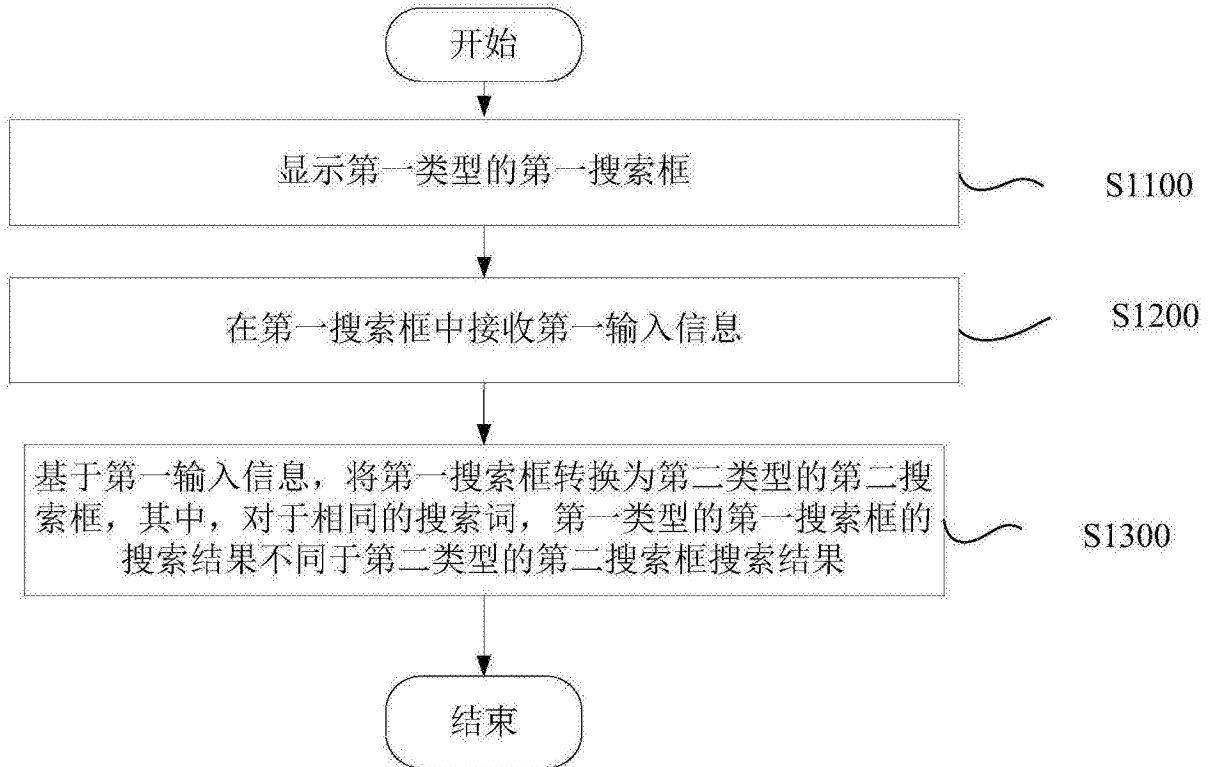 开始
显示第一类型的第一搜索框
S1100
在第一搜索框中接收第一输入信息
S1200
基于第一输入信息，将第一搜索框转换为第二类型的第二搜
索框，其中，对于相同的搜索词，第一类型的第一搜索框的
搜索结果不同于第二类型的第二搜索框搜索结果
S1300
结束